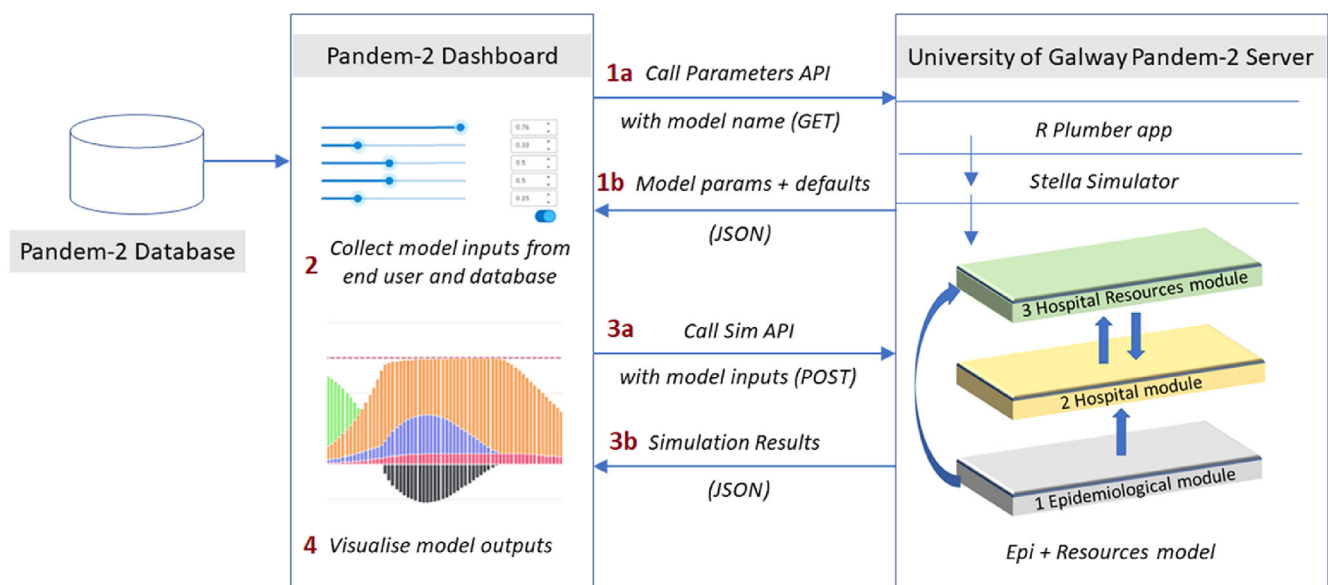 Pandem-2 Database
Pandem-2 Dashboard
0.76
0.33
0.5
0.5
0.25
2 Collect model inputs from
end user and database
4 Visualise model outputs
1a Call Parameters API
with model name (GET)
1b Model params + defaults
(JSON)
3a Call Sim API
with model inputs (POST)
3b Simulation Results
(JSON)
University of Galway Pandem-2 Server
R Plumber app
Stella Simulator
3 Hospital Resources module
2 Hospital module
1 Epidemiological module
Epi + Resources model